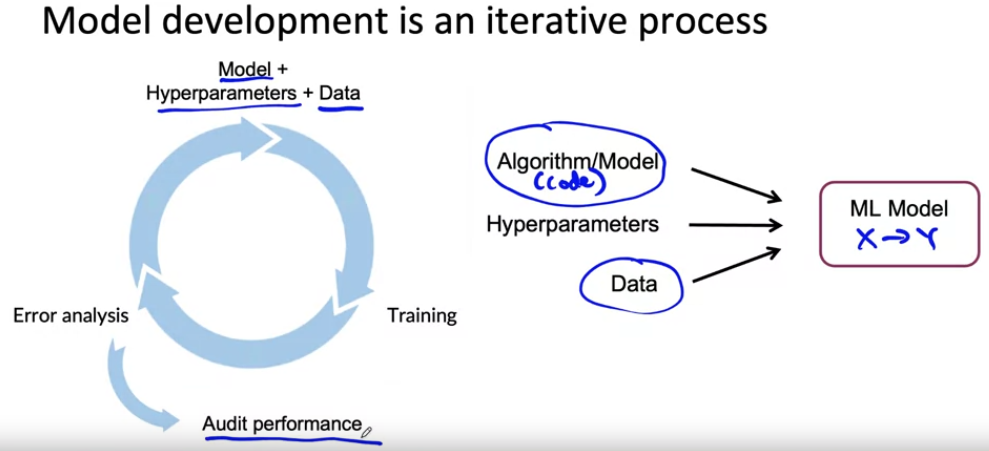 Model development is an iterative process
Model +
Hyperparameters + Data
Training
Error analysis
Audit performance
Algorithm/Model
(code)
Hyperparameters
Data
ML Model
X→Y